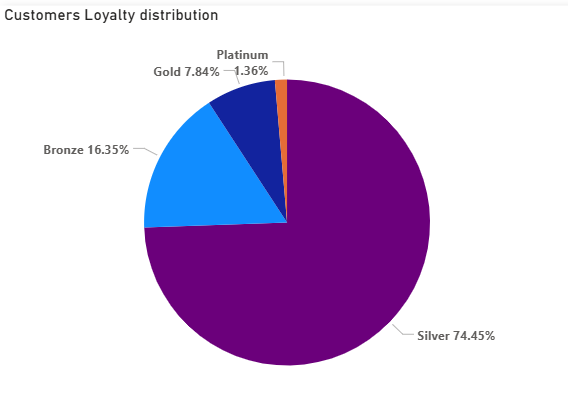 Customers Loyalty distribution
Platinum
1.36%
Gold 7.84%
Bronze 16.35%
Silver 74.45%